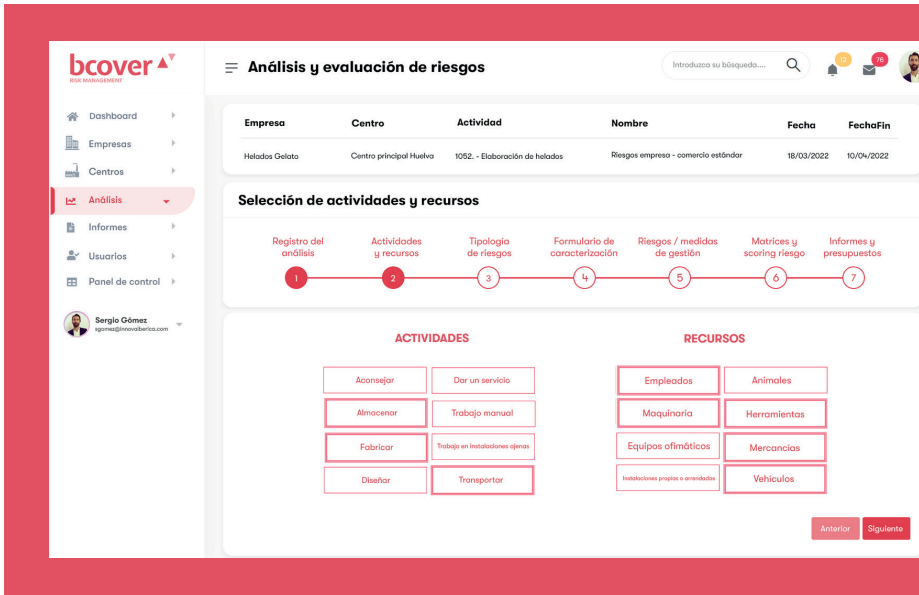 bcover
RISK MANAGEMENT
Análisis y evaluación de riesgos
Introduzca su búsqueda....
12
76
Dashboard
Empresas
Centros
Análisis
Informes
Usuarios
Panel de control
Sergio Gómez
sgomez@innovaiberica.com
Empresa Centro Actividad Nombre Fecha FechaFin
Helados Gelato Centro principal Huelva 1052. - Elaboración de helados Riesgos empresa - comercio estándar 18/03/2022 10/04/2022
Selección de actividades y recursos
Registro del análisis
Actividades y recursos
Tipología de riesgos
Formulario de caracterización
Riesgos / medidas de gestión
Matrices y scoring riesgo
Informes y presupuestos
1 2 3 4 5 6 7
ACTIVIDADES
Aconsejar Dar un servicio
Almacenar Trabajo manual
Fabricar Trabajo en instalaciones ajenas
Diseñar Transportar
RECURSOS
Empleados Animales
Maquinaria Herramientas
Equipos ofimáticos Mercancías
Instalaciones propias o arrendadas Vehículos
Anterior Siguiente